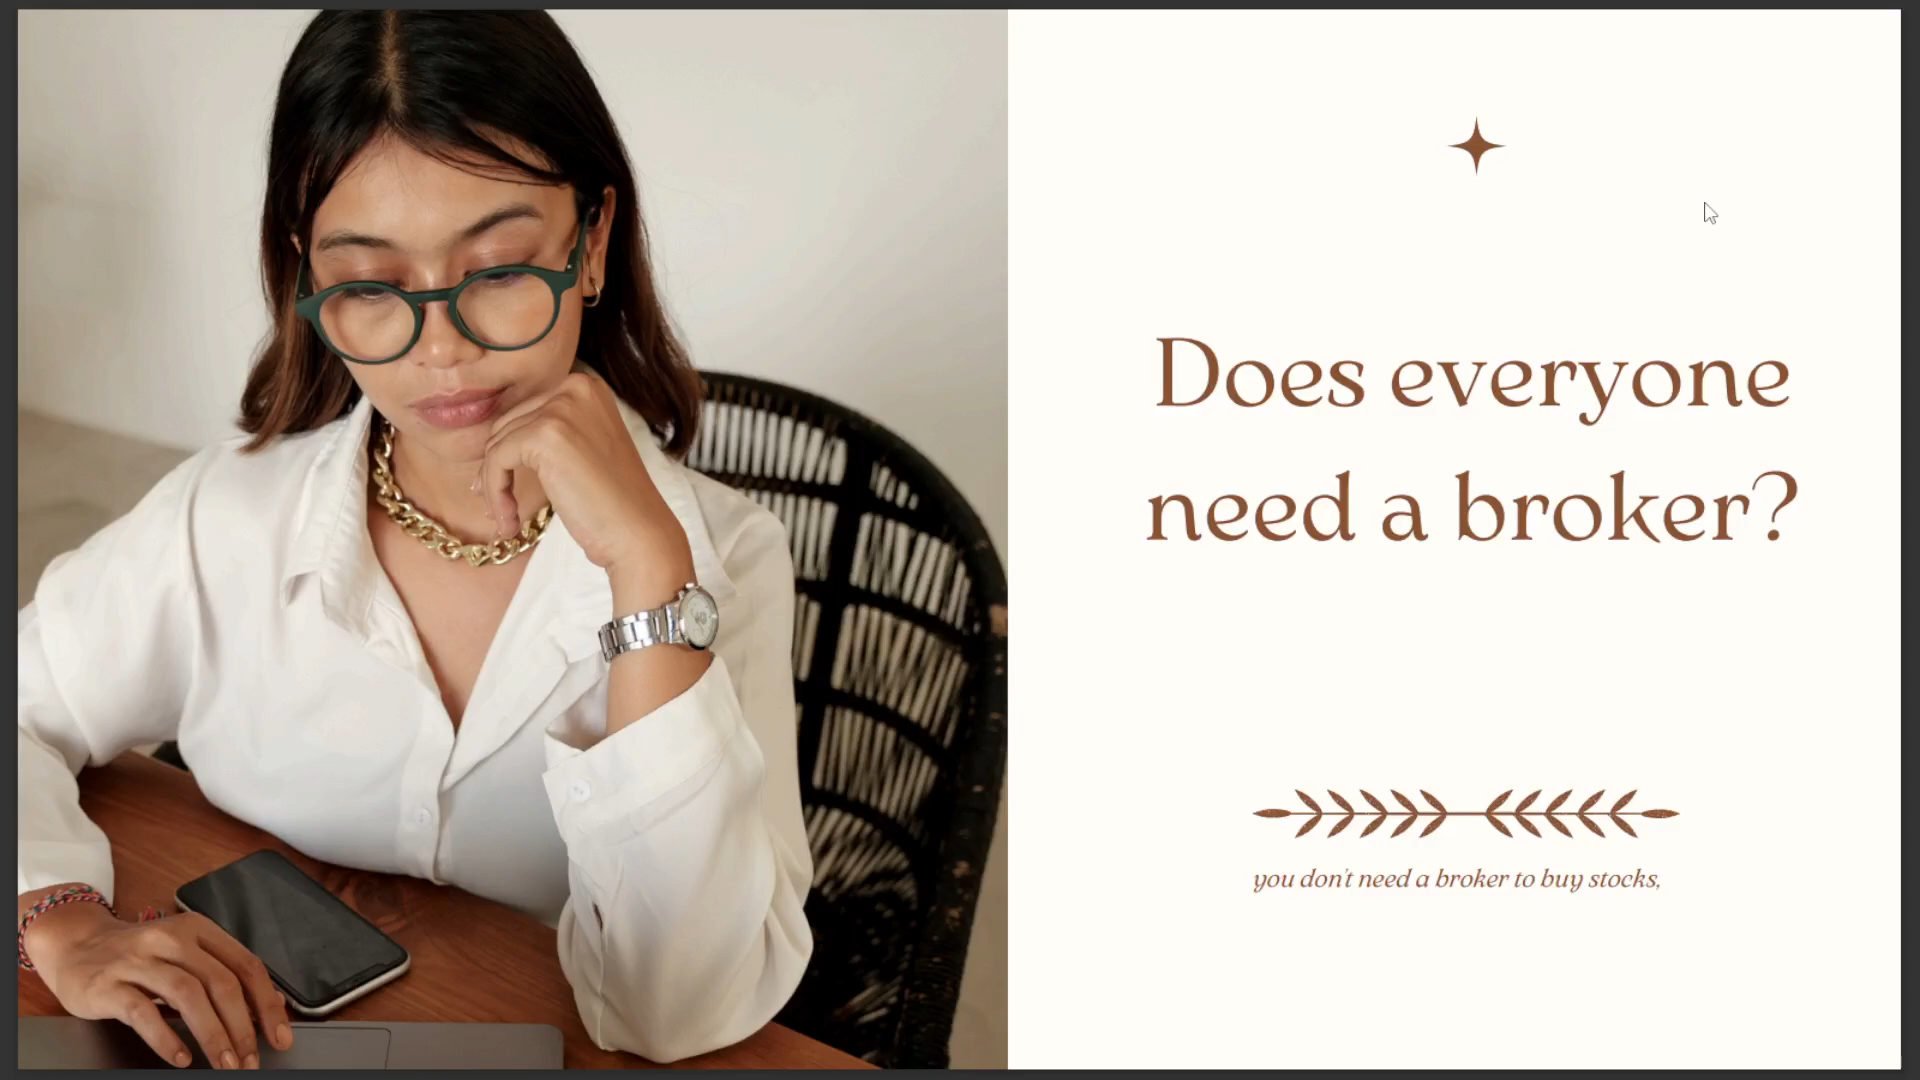 Does everyone
need a broker?
you don't need a broker to buy stocks,